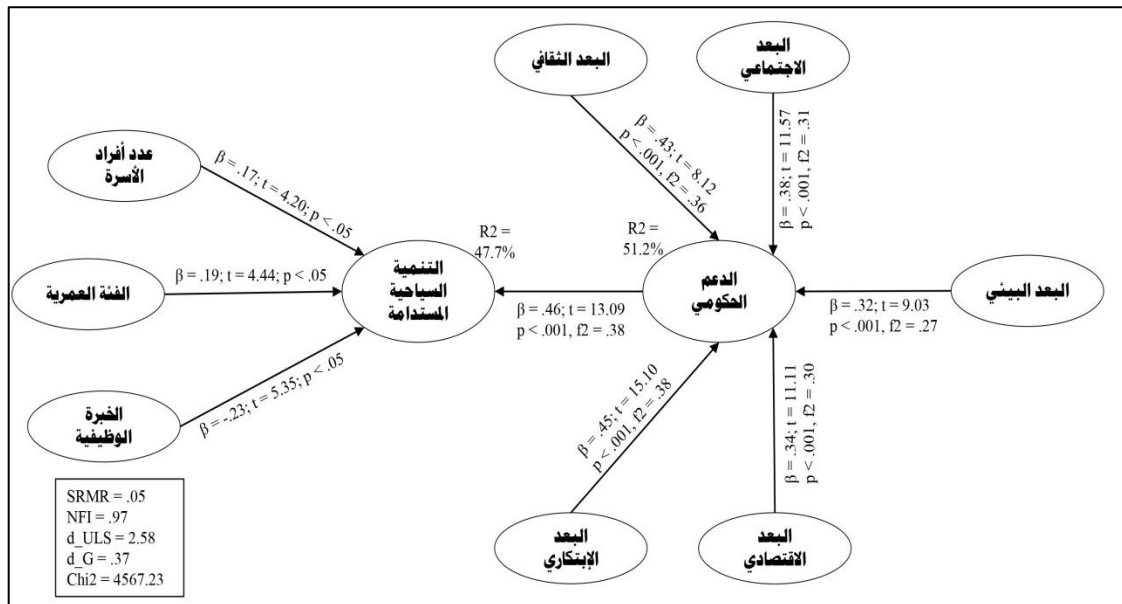 البعد الثقافي
البعد
الاجتماعي
عدد أفراد
الأسرة
β = .17; t = 4.20; p < .05
β = .43; t = 8.12
p < .001, f2 = .36
β = .38; t = 11.57
p < .001, f2 = .31
R2 =
47.7%
R2 =
51.2%
الفئة العمرية
β = .19; t = 4.44; p < .05
التنمية
السياحية
المستدامة
β = .46; t = 13.09
p < .001, f2 = .38
الدعم
الحكومي
β = .32; t = 9.03
p < .001, f2 = .27
البعد البيئي
الخبرة
الوظيفية
β = -.23; t = 5.35; p < .05
β = .45; t = 15.10
p < .001, f2 = .38
β = .34; t = 11.11
p < .001, f2 = .30
البعد
الإبتكاري
البعد
الاقتصادي
SRMR = .05
NFI = .97
d_ULS = 2.58
d_G = .37
Chi2 = 4567.23